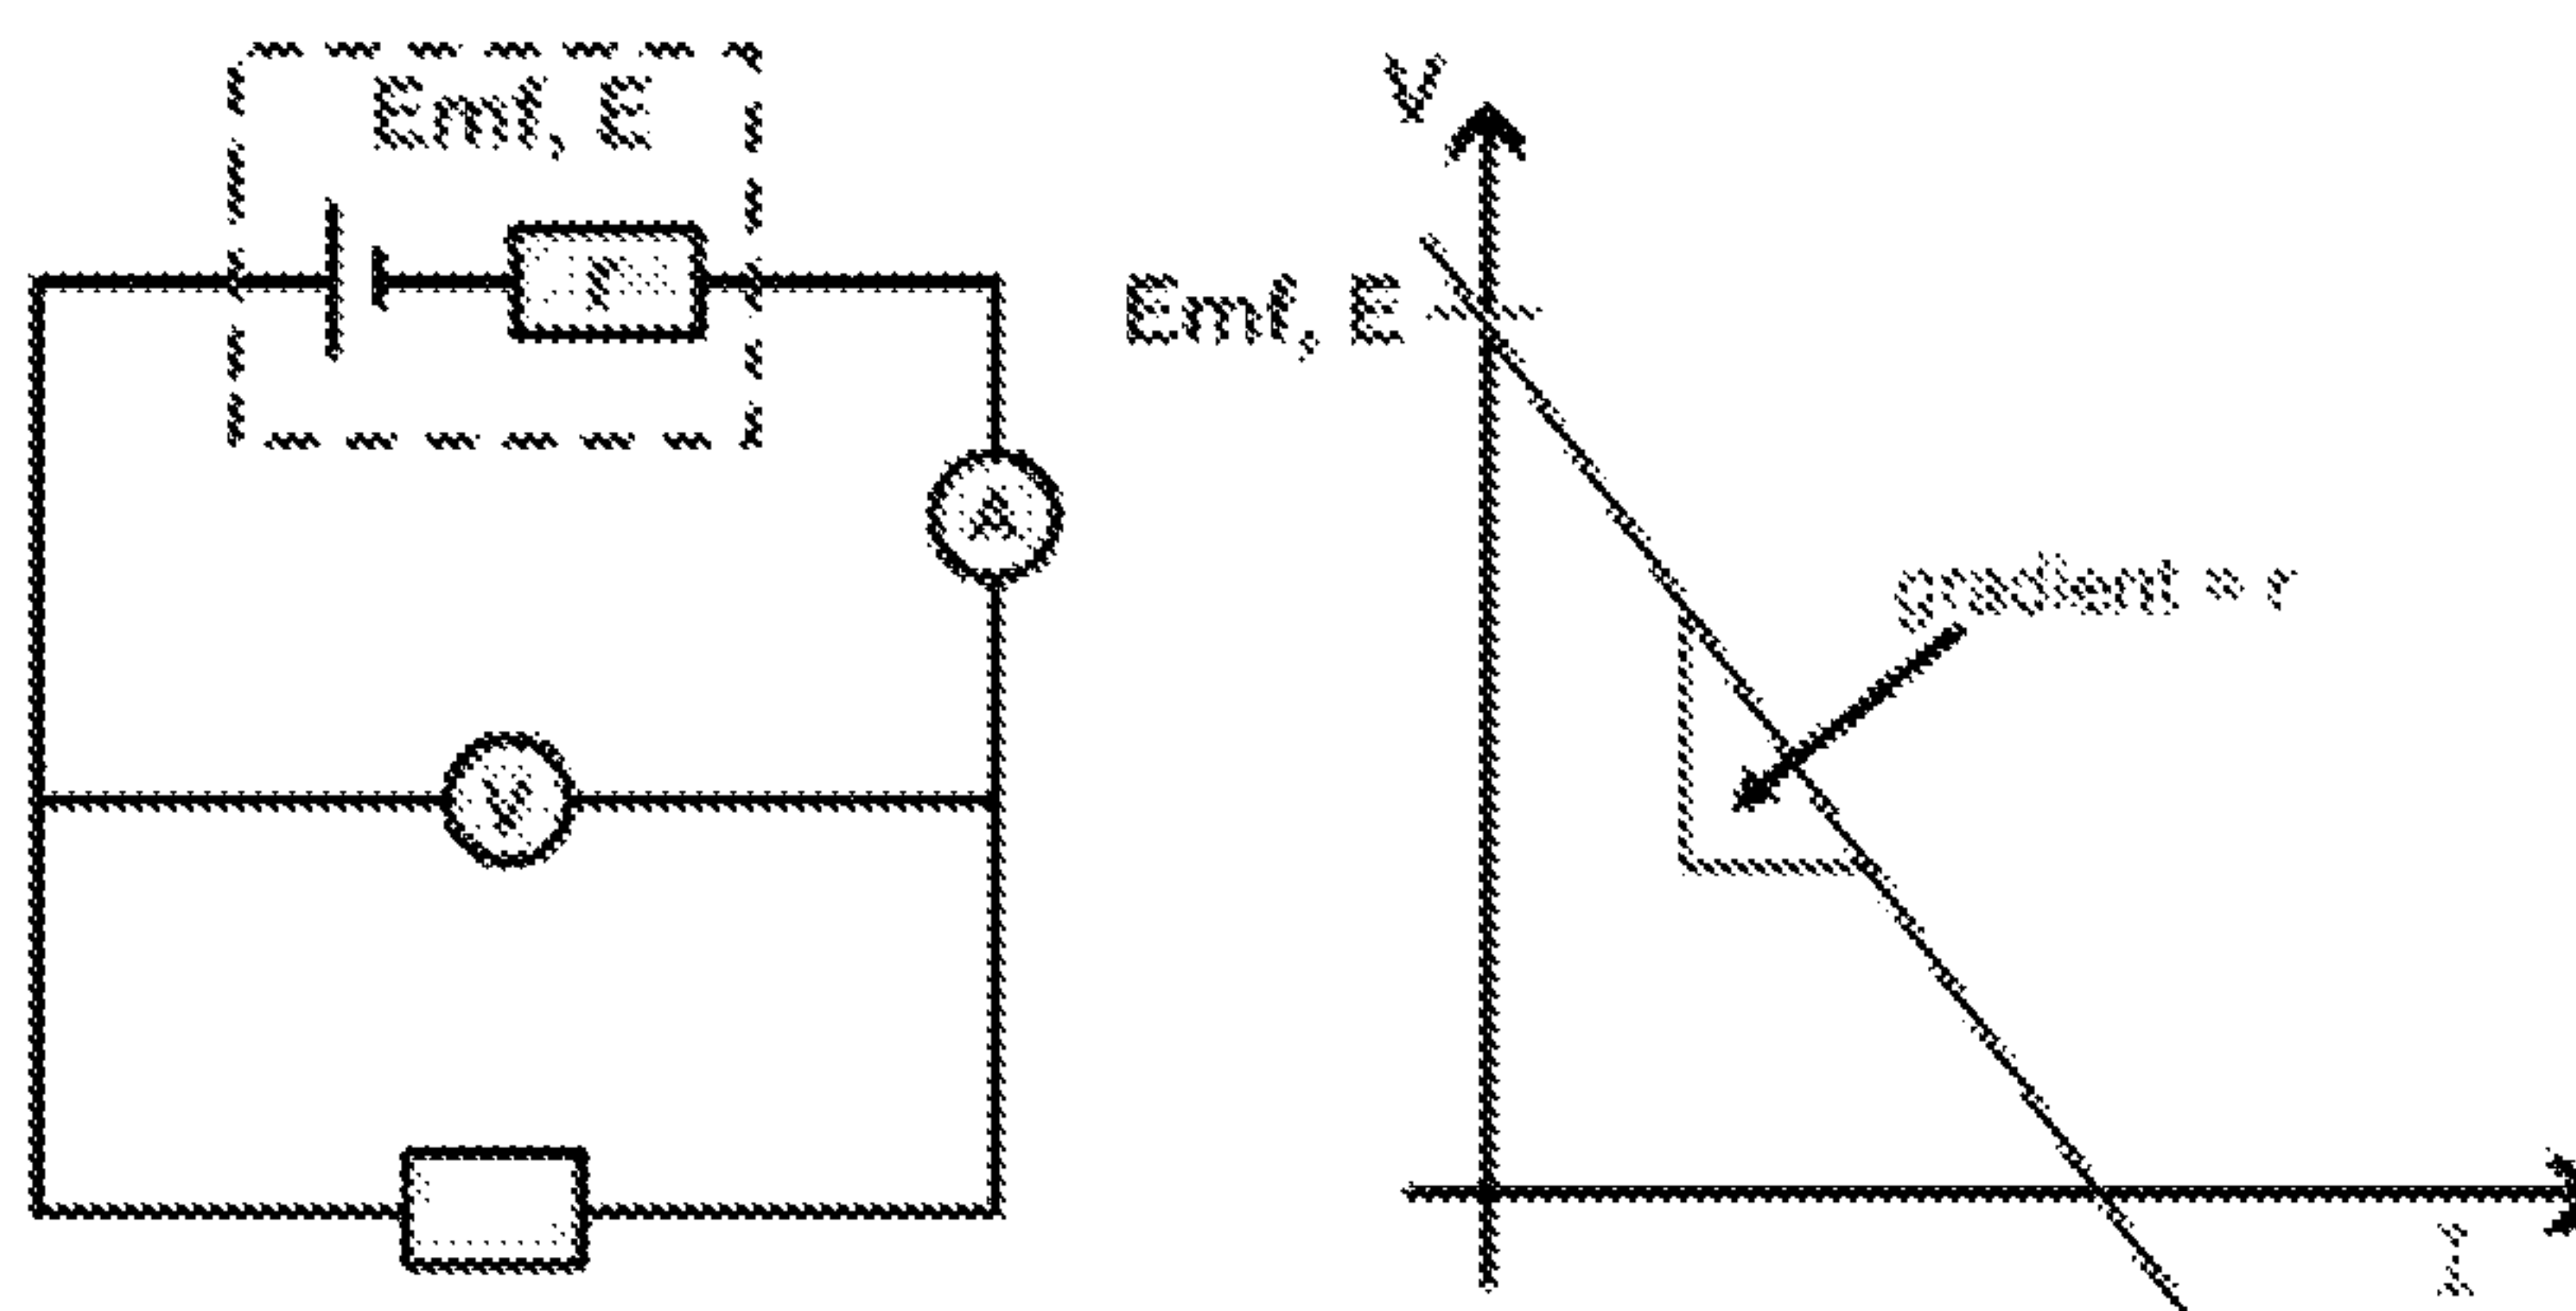 Emf, E
r
A
V
V
Emf, E
gradient = r
I